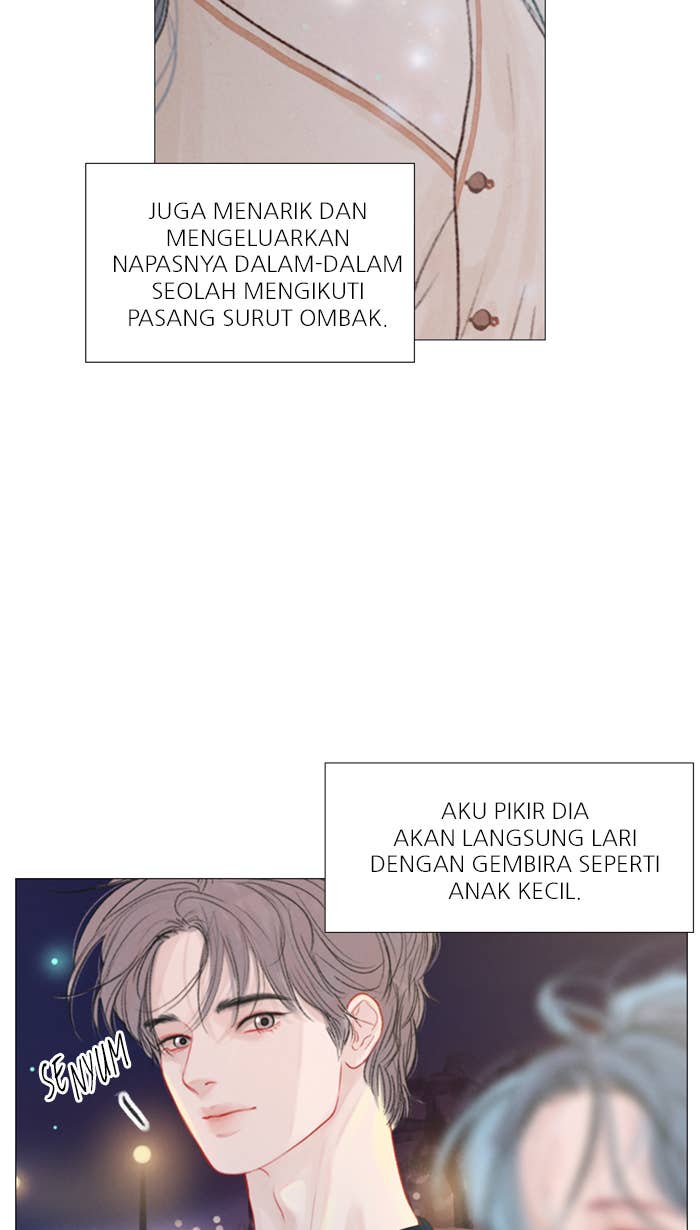 JUGA MENARIK DAN
MENGELUARKAN
NAPASNYA DALAM-DALAM
SEOLAH MENGIKUTI
PASANG SURUT OMBAK.
AKU PIKIR DIA
AKAN LANGSUNG LARI
DENGAN GEMBIRA SEPERTI
ANAK KECIL.
SENYUM